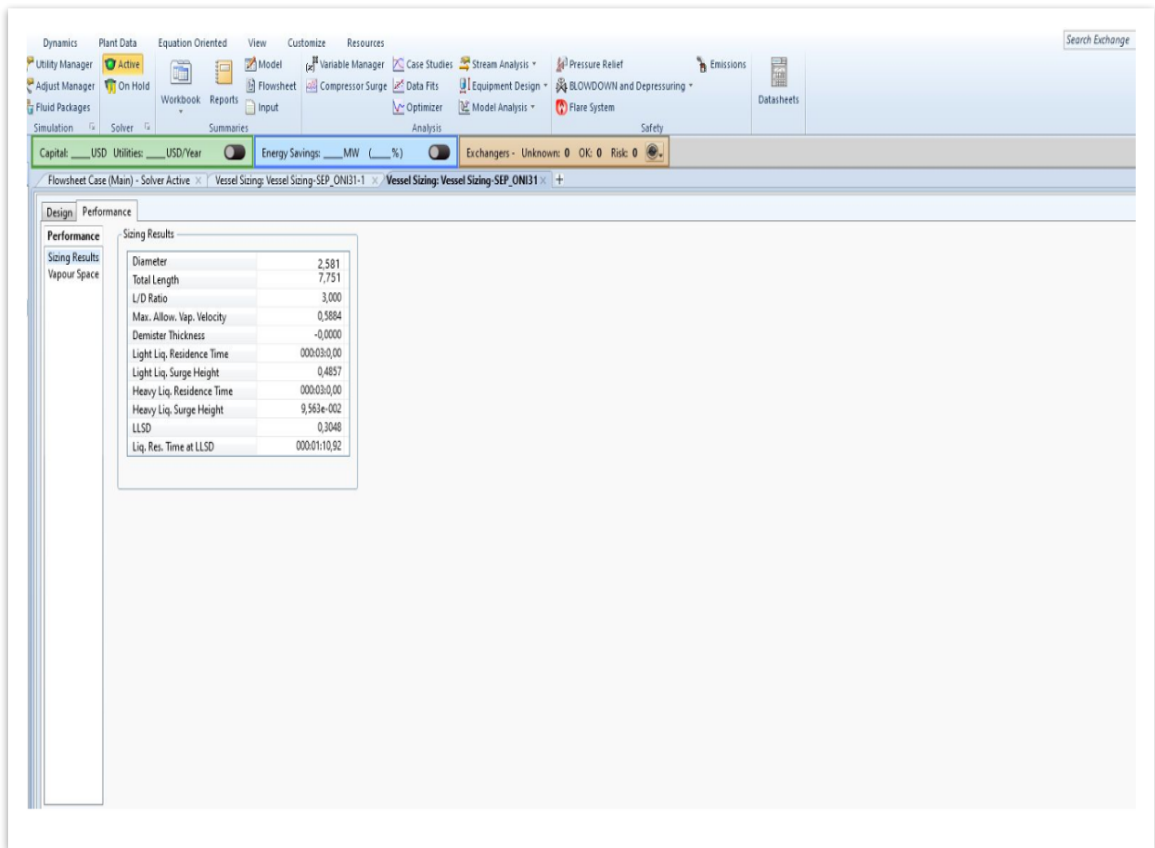 Dynamics Plant Data Equation Oriented View Customize Resources Search Exchange
Utility Manager Active Model Variable Manager Case Studies Stream Analysis Pressure Relief Emissions
Adjust Manager On Hold Workbook Reports Flowsheet Compressor Surge Data Fits Equipment Design BLOWDOWN and Depressuring Datasheets
Fluid Packages Input Optimizer Model Analysis Flare System
Simulation Solver Summaries Analysis Safety
Capital: ____USD Utilities: ____USD/Year Energy Savings: ____MW (____%) Exchangers - Unknown: 0 OK: 0 Risk: 0
Flowsheet Case (Main) - Solver Active × Vessel Sizing: Vessel Sizing-SEP_ONI31-1 × Vessel Sizing: Vessel Sizing-SEP_ONI31 × +
Design Performance
Performance Sizing Results
Sizing Results
Vapour Space
Diameter 2,581
Total Length 7,751
L/D Ratio 3,000
Max. Allow. Vap. Velocity 0,5884
Demister Thickness -0,0000
Light Liq. Residence Time 000:03:0,00
Light Liq. Surge Height 0,4857
Heavy Liq. Residence Time 000:03:0,00
Heavy Liq. Surge Height 9,563e-002
LLSD 0,3048
Liq. Res. Time at LLSD 000:01:10,92